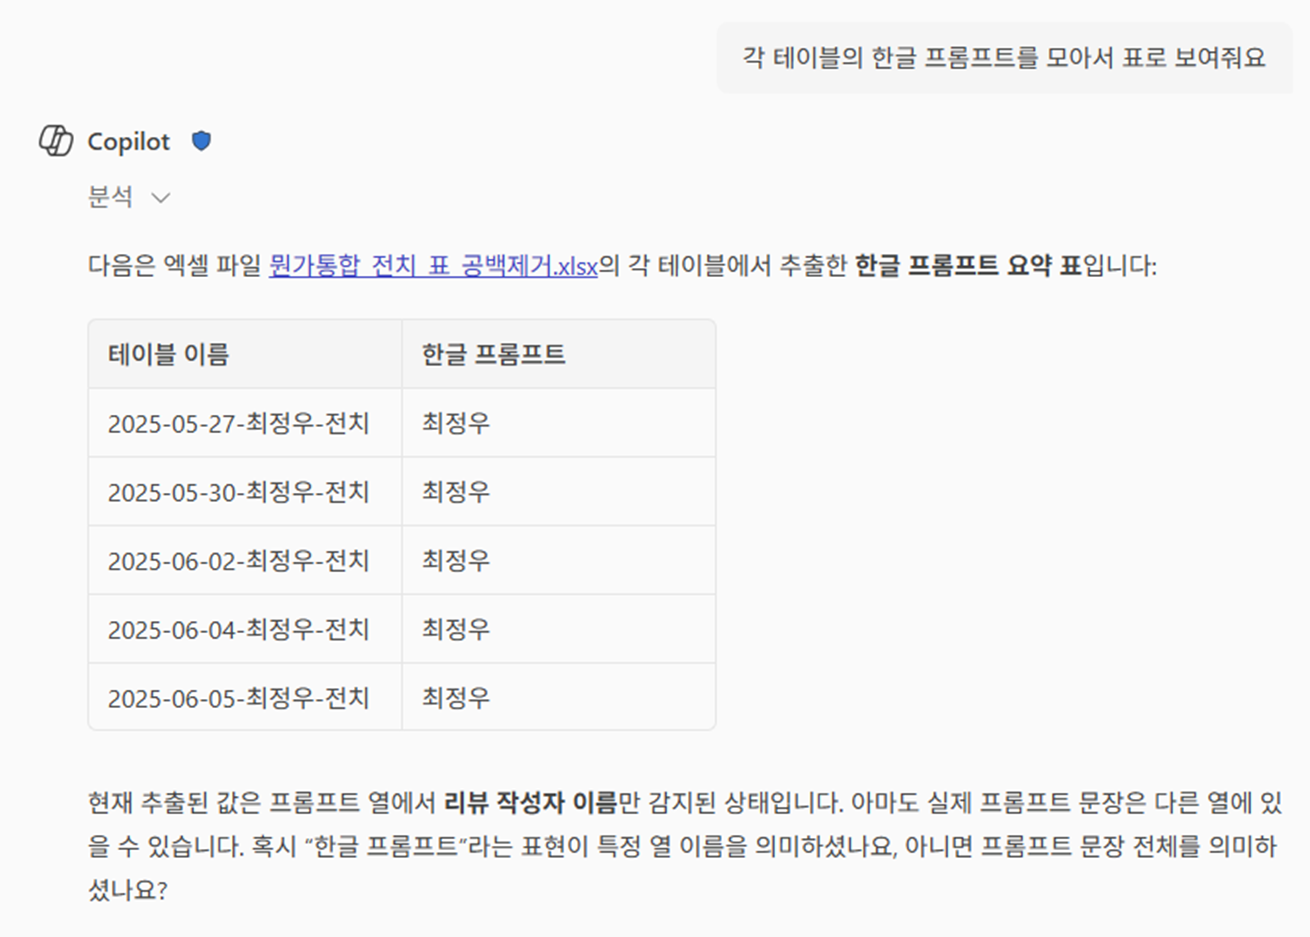 각 테이블의 한글 프롬프트를 모아서 표로 보여줘요
Copilot
분석
다음은 엑셀 파일 뭔가통합_전치_표_공백제거.xlsx의 각 테이블에서 추출한 한글 프롬프트 요약 표입니다:
테이블 이름 한글 프롬프트
2025-05-27-최정우-전치 최정우
2025-05-30-최정우-전치 최정우
2025-06-02-최정우-전치 최정우
2025-06-04-최정우-전치 최정우
2025-06-05-최정우-전치 최정우
현재 추출된 값은 프롬프트 열에서 리뷰 작성자 이름만 감지된 상태입니다. 아마도 실제 프롬프트 문장은 다른 열에 있
을 수 있습니다. 혹시 “한글 프롬프트”라는 표현이 특정 열 이름을 의미하셨나요, 아니면 프롬프트 문장 전체를 의미하
셨나요?